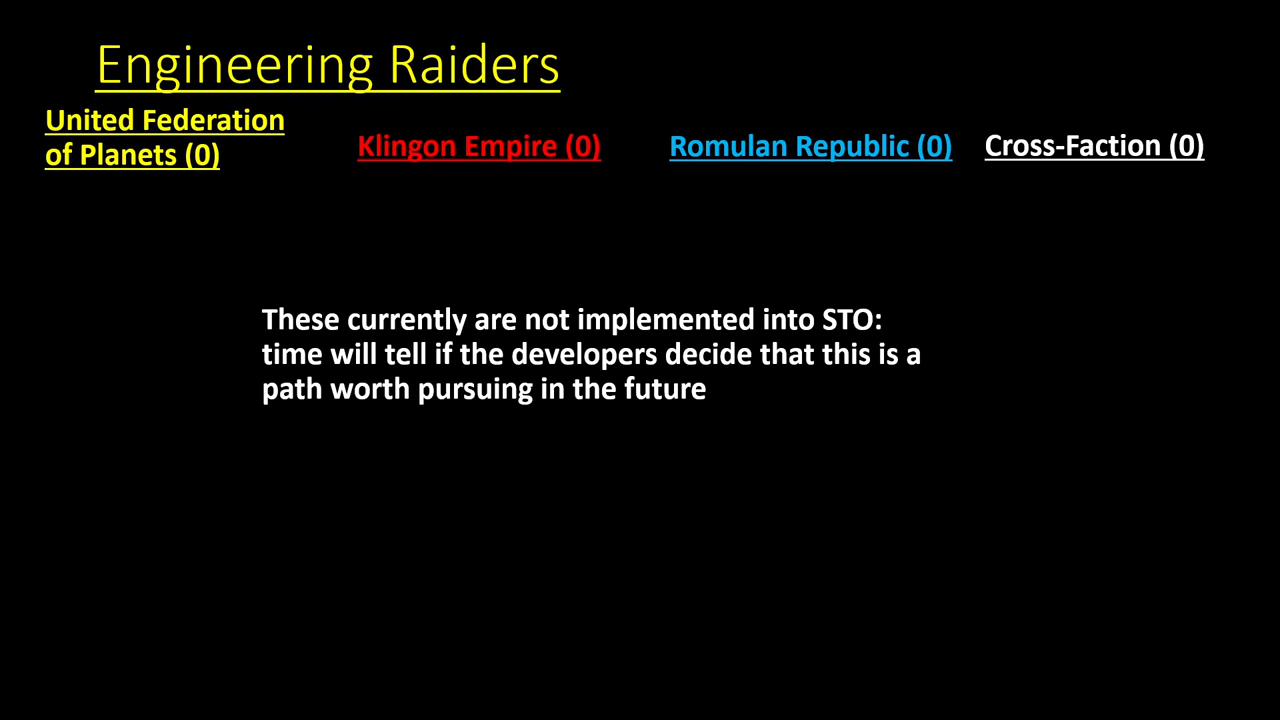 Engineering Raiders
United Federation
of Planets (0)
Klingon Empire (0)
Romulan Republic (0)
Cross-Faction (0)
These currently are not implemented into STO:
time will tell if the developers decide that this is a
path worth pursuing in the future